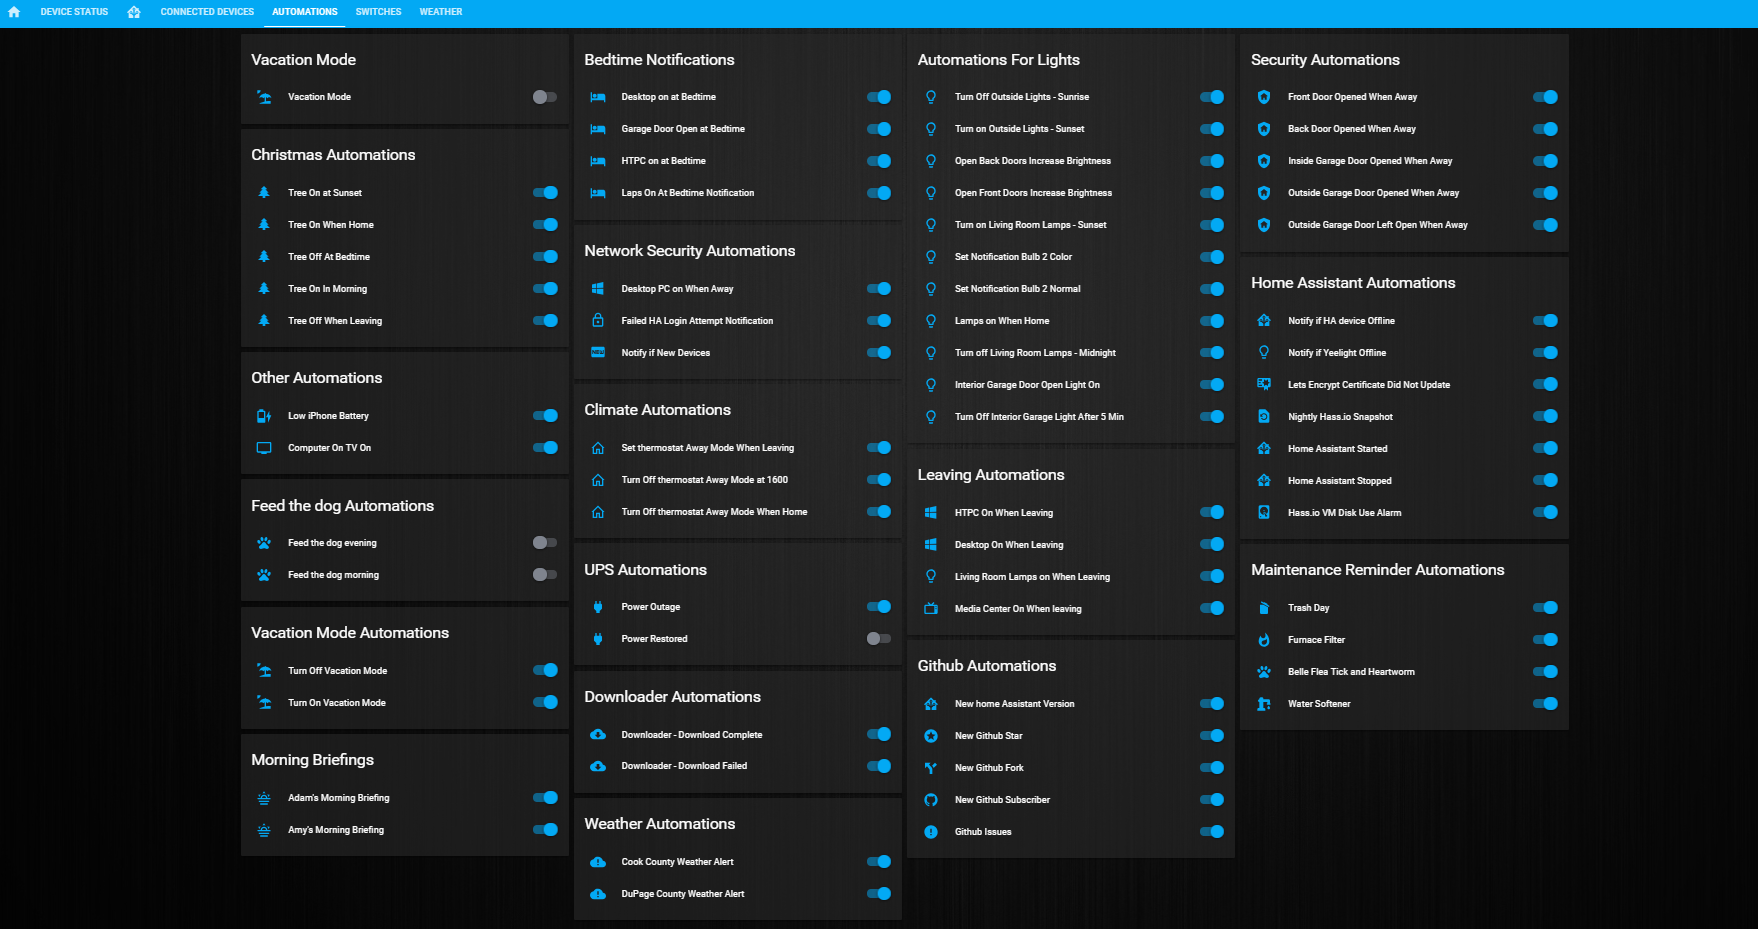 DEVICE STATUS
CONNECTED DEVICES
AUTOMATIONS
SWITCHES
WEATHER
Vacation Mode
Vacation Mode
Christmas Automations
Tree On at Sunset
Tree On When Home
Tree Off At Bedtime
Tree On In Morning
Tree Off When Leaving
Other Automations
Low iPhone Battery
Computer On TV On
Feed the dog Automations
Feed the dog evening
Feed the dog morning
Vacation Mode Automations
Turn Off Vacation Mode
Turn On Vacation Mode
Morning Briefings
Adam's Morning Briefing
Amy's Morning Briefing
Bedtime Notifications
Desktop on at Bedtime
Garage Door Open at Bedtime
HTPC on at Bedtime
Laps On At Bedtime Notification
Network Security Automations
Desktop PC on When Away
Failed HA Login Attempt Notification
NEW
Notify if New Devices
Climate Automations
Set thermostat Away Mode When Leaving
Turn Off thermostat Away Mode at 1600
Turn Off thermostat Away Mode When Home
UPS Automations
Power Outage
Power Restored
Downloader Automations
Downloader - Download Complete
Downloader - Download Failed
Weather Automations
Cook County Weather Alert
DuPage County Weather Alert
Automations For Lights
Turn Off Outside Lights - Sunrise
Turn on Outside Lights - Sunset
Open Back Doors Increase Brightness
Open Front Doors Increase Brightness
Turn on Living Room Lamps - Sunset
Set Notification Bulb 2 Color
Set Notification Bulb 2 Normal
Lamps on When Home
Turn off Living Room Lamps - Midnight
Interior Garage Door Open Light On
Turn Off Interior Garage Light After 5 Min
Leaving Automations
HTPC On When Leaving
Desktop On When Leaving
Living Room Lamps on When Leaving
Media Center On When leaving
Github Automations
New home Assistant Version
New Github Star
New Github Fork
New Github Subscriber
Github Issues
Security Automations
Front Door Opened When Away
Back Door Opened When Away
Inside Garage Door Opened When Away
Outside Garage Door Opened When Away
Outside Garage Door Left Open When Away
Home Assistant Automations
Notify if HA device Offline
Notify if Yeelight Offline
Lets Encrypt Certificate Did Not Update
Nightly Hass.io Snapshot
Home Assistant Started
Home Assistant Stopped
Hass.io VM Disk Use Alarm
Maintenance Reminder Automations
Trash Day
Furnace Filter
Belle Flea Tick and Heartworm
Water Softener